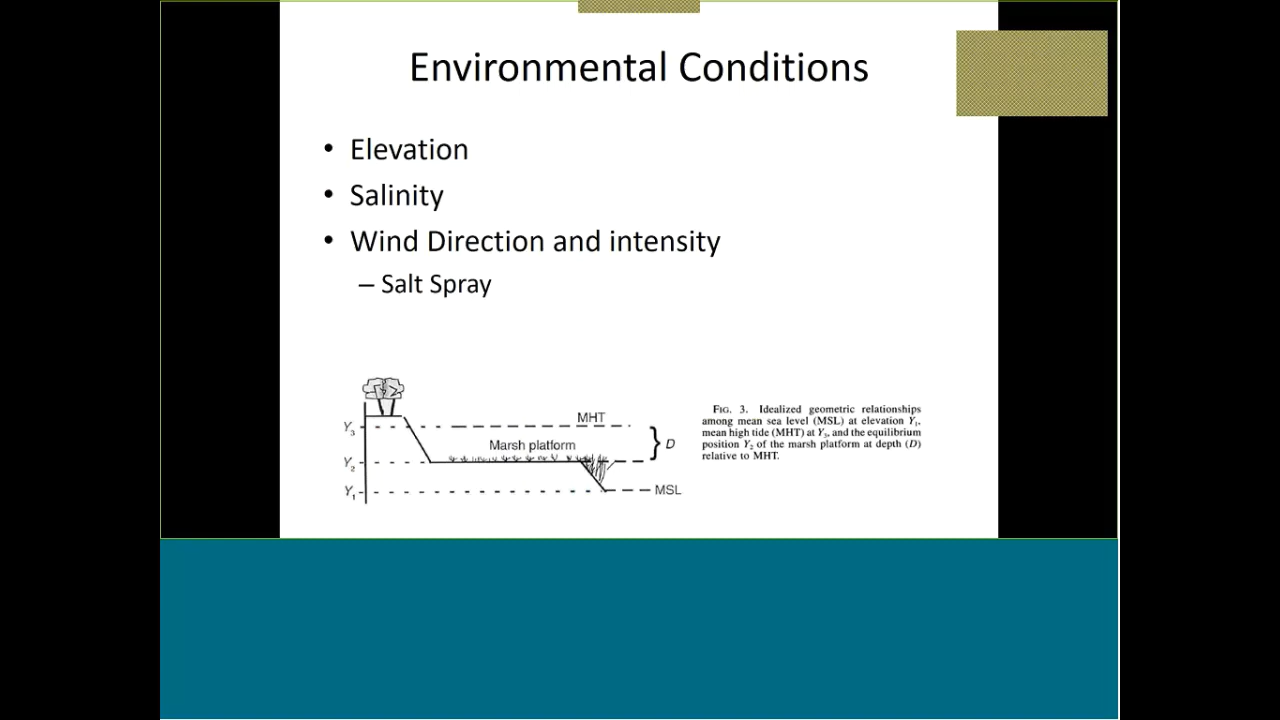 Environmental Conditions
• Elevation
• Salinity
• Wind Direction and intensity
– Salt Spray
MHT
Y3
Marsh platform
D
Y2
Y1
MSL
FIG. 3. Idealized geometric relationships
among mean sea level (MSL) at elevation Y1,
mean high tide (MHT) at Y3, and the equilibrium
position Y2 of the marsh platform at depth (D)
relative to MHT.